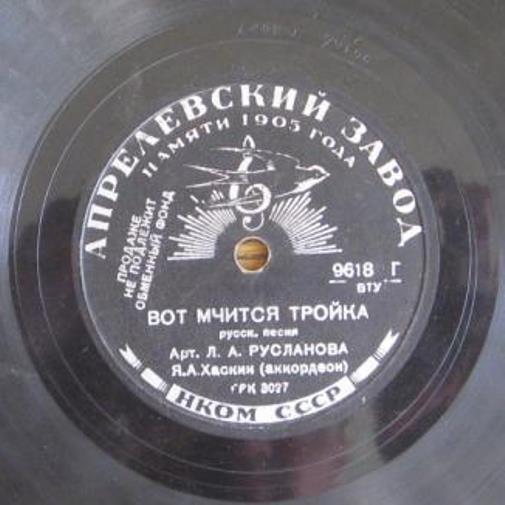 АПРЕЛЕВСКИЙ ЗАВОД
ПАМЯТИ 1905 ГОДА
ПРОДАЖЕ
НЕ ПОДЛЕЖИТ
ОБМЕННЫЙ ФОНД
9618 Г
ВТУ
ВОТ МЧИТСЯ ТРОЙКА
русск. песня
Арт. Л. А. РУСЛАНОВА
Я.А.Хаскин (аккордеон)
ГРК 3027
НКОМ СССР